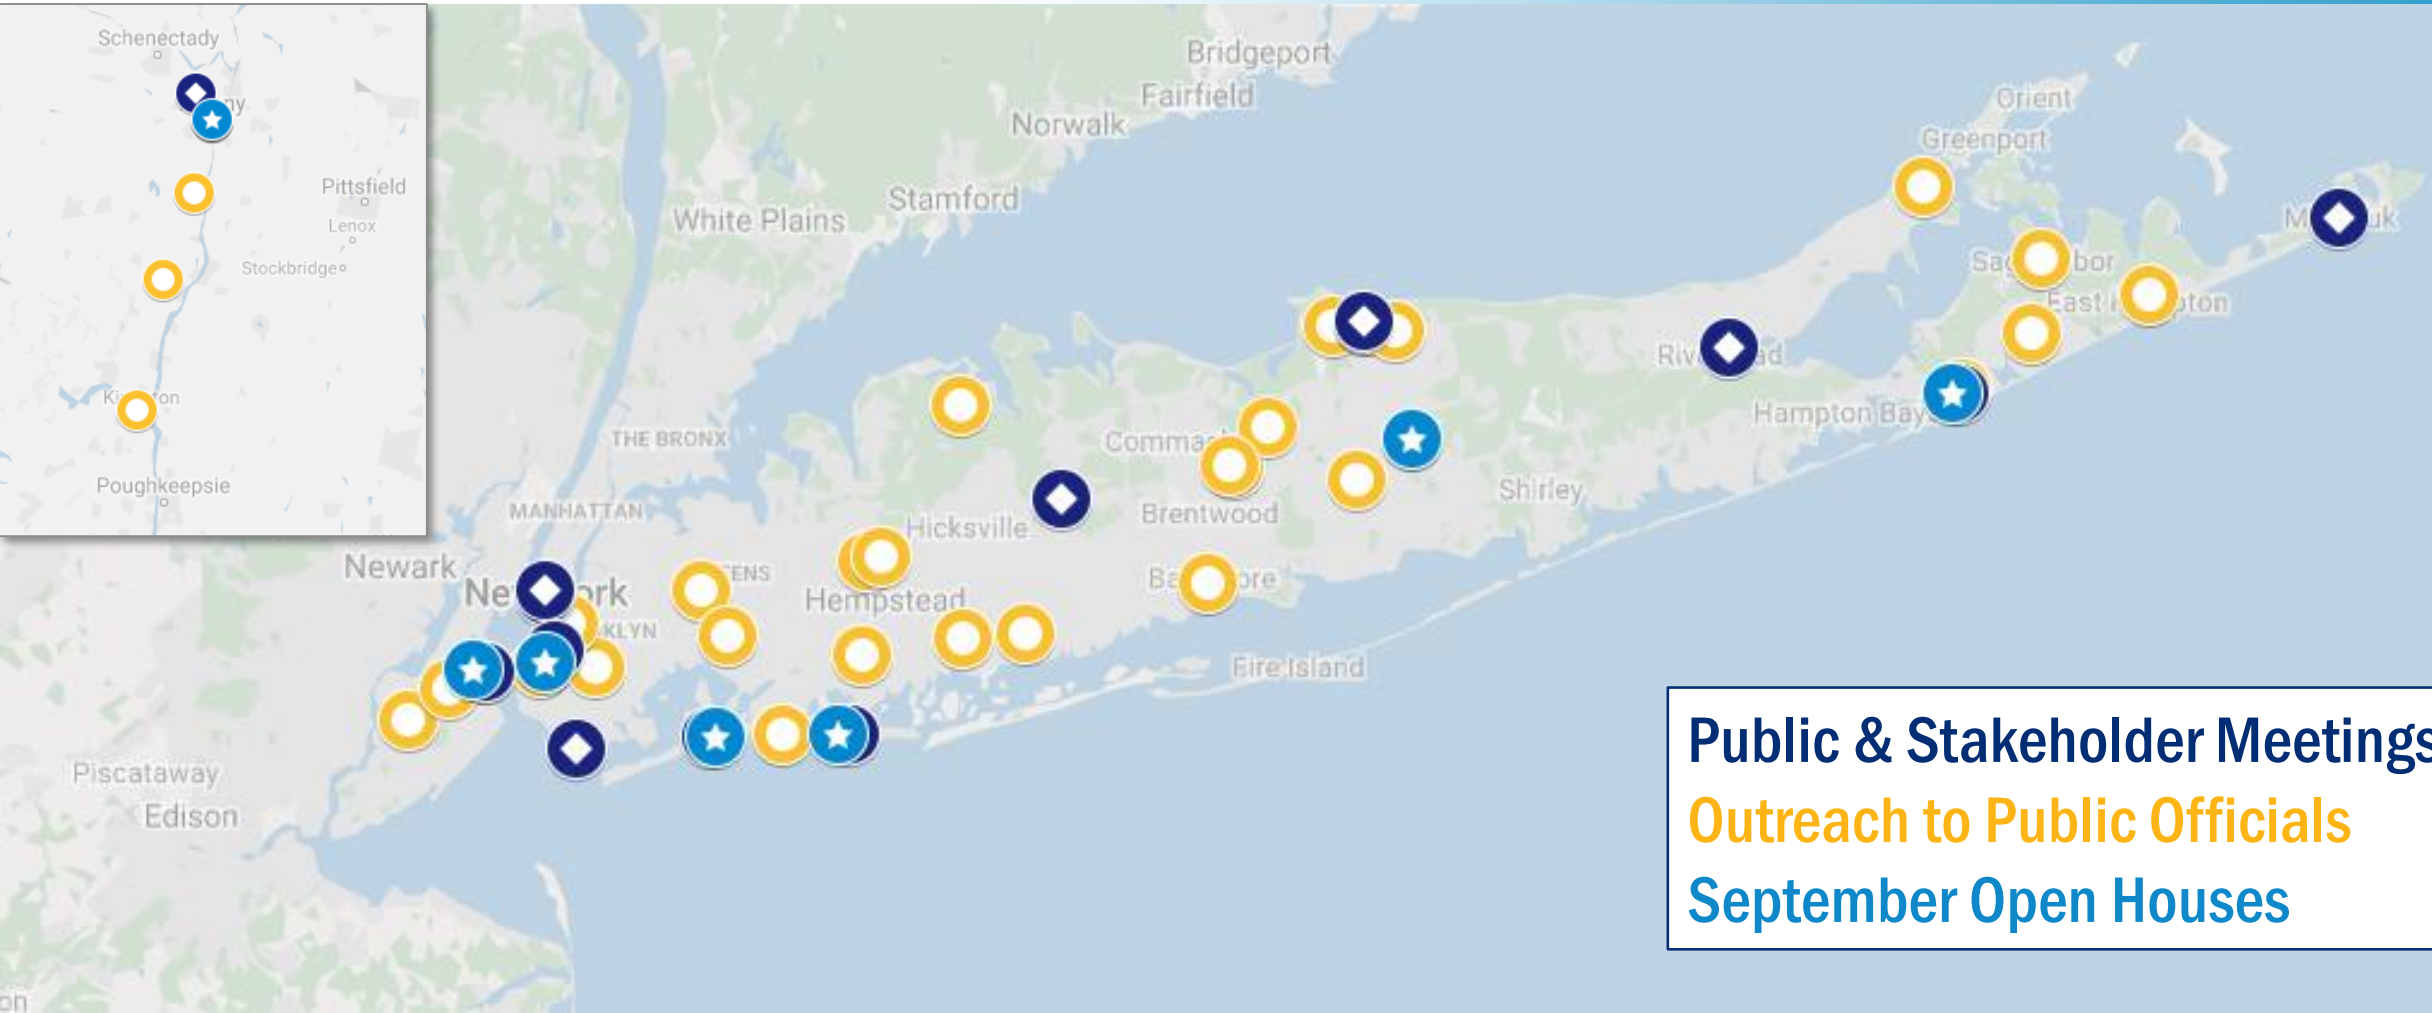 Schenectady
Pittsfield
Lenox
Stockbridge
Poughkeepsie
Bridgeport
Fairfield
Norwalk
Stamford
White Plains
Orient
Greenport
THE BRONX
MANHATTAN
Hampton Bay
Shirley
Brentwood
Hicksville
Newark
Hempstead
Fire Island
Piscataway
Edison
Public & Stakeholder Meetings
Outreach to Public Officials
September Open Houses